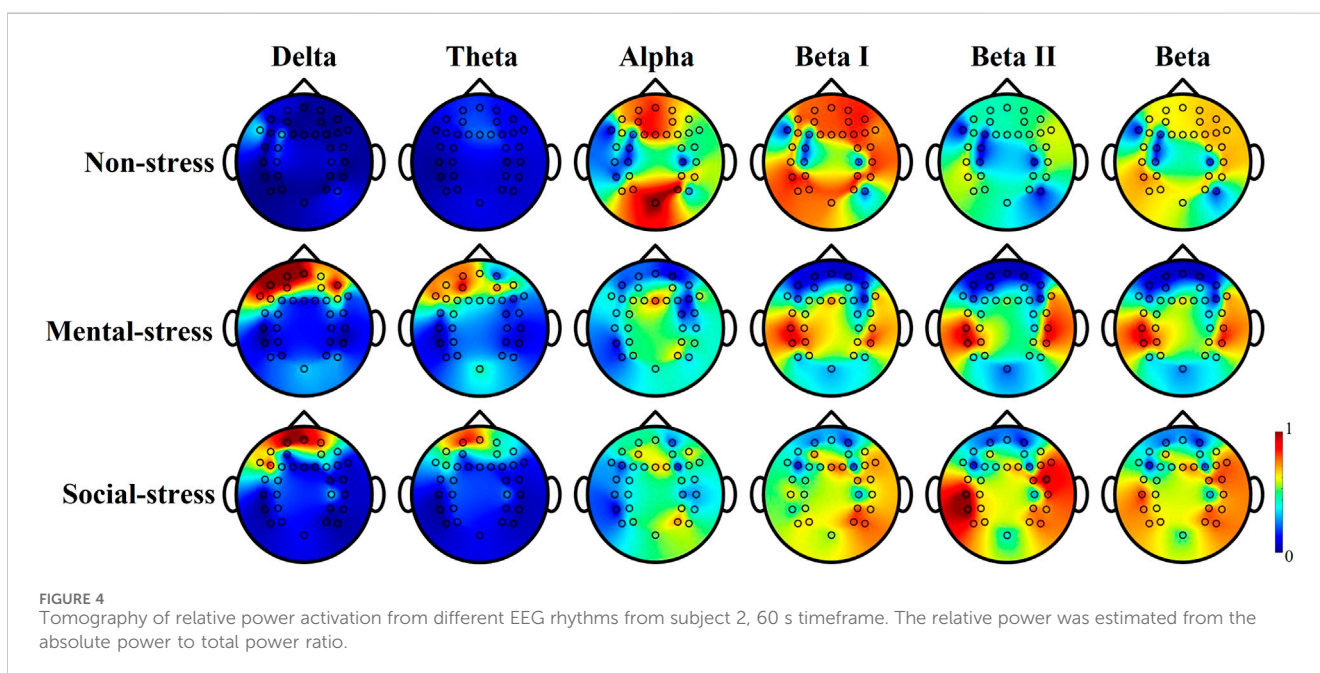 Delta Theta Alpha Beta I Beta II Beta
Non-stress
Mental-stress
Social-stress
1
0
FIGURE 4
Tomography of relative power activation from different EEG rhythms from subject 2, 60 s timeframe. The relative power was estimated from the
absolute power to total power ratio.